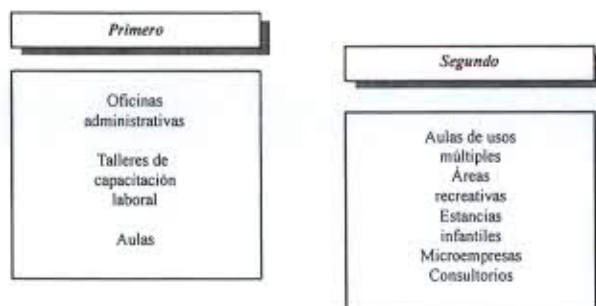 Primero
Oficinas
administrativas
Talleres de
capacitación
laboral
Aulas
Segundo
Aulas de usos
múltiples
Áreas
recreativas
Estancias
infantiles
Microempresas
Consultorios